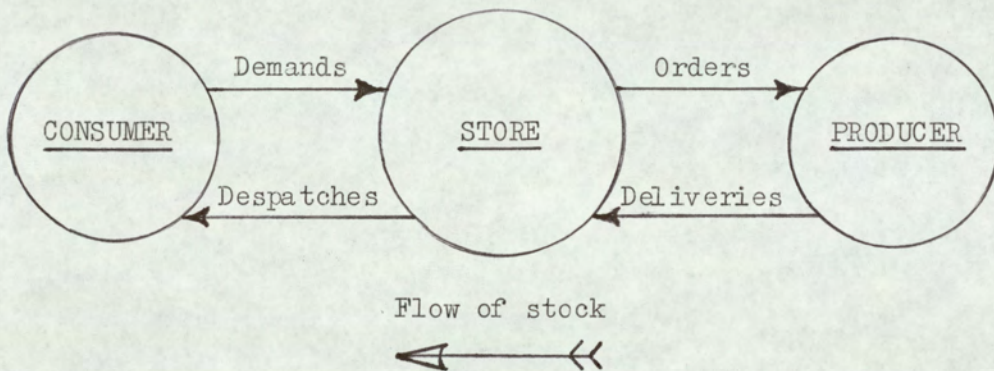 Demands
Orders
CONSUMER
STORE
PRODUCER
Despatches
Deliveries
Flow of stock